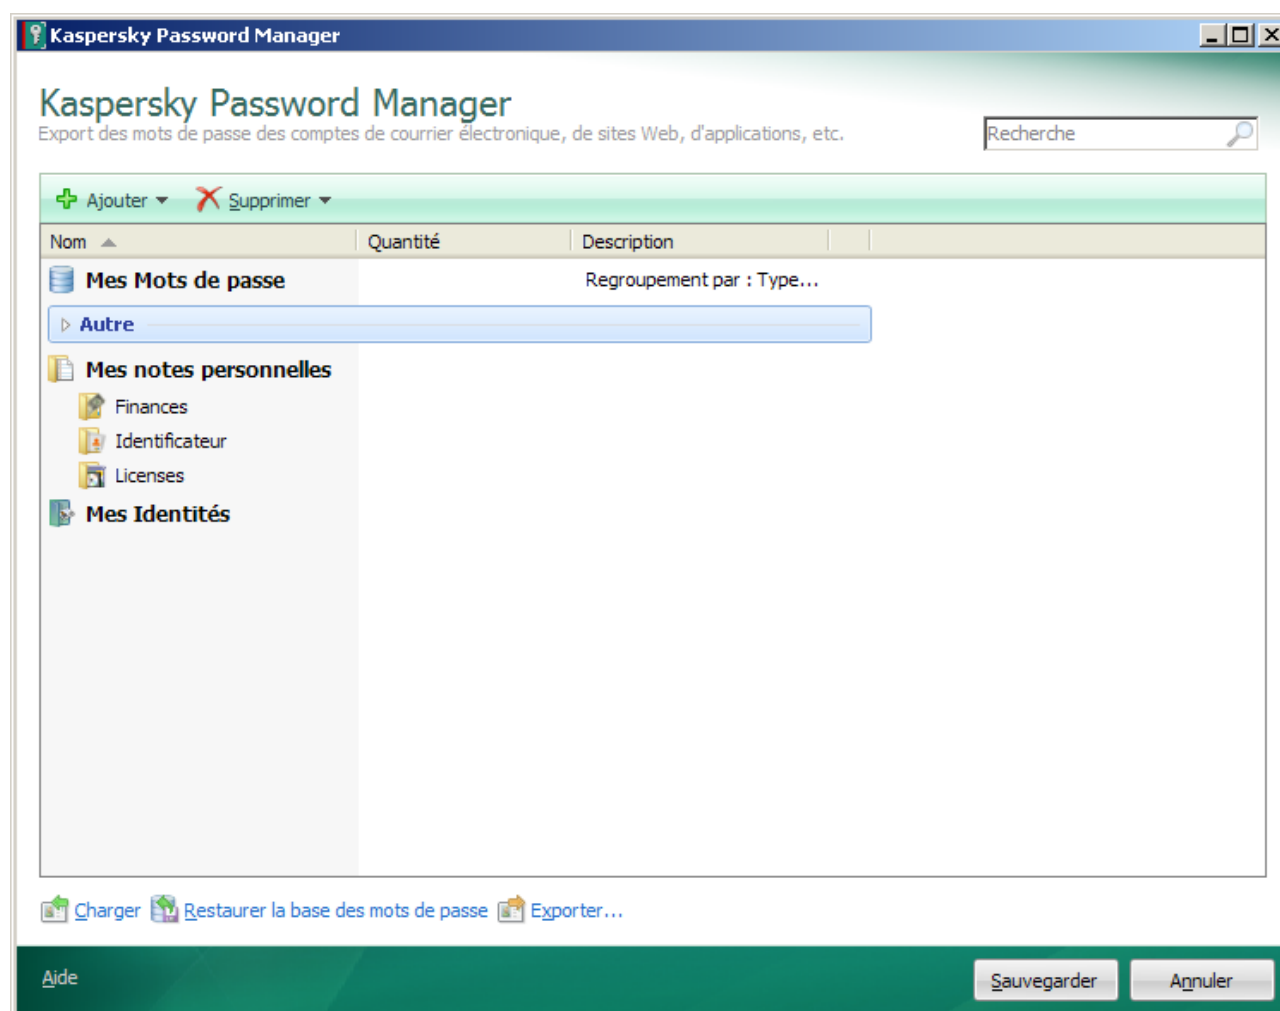 Kaspersky Password Manager
Kaspersky Password Manager
Export des mots de passe des comptes de courrier électronique, de sites Web, d'applications, etc.
Recherche
Ajouter Supprimer
Nom Quantité Description
Mes Mots de passe Regroupement par : Type...
Autre
Mes notes personnelles
Finances
Identificateur
Licenses
Mes Identités
Charger Restaurer la base des mots de passe Exporter...
Aide Sauvegarder Annuler